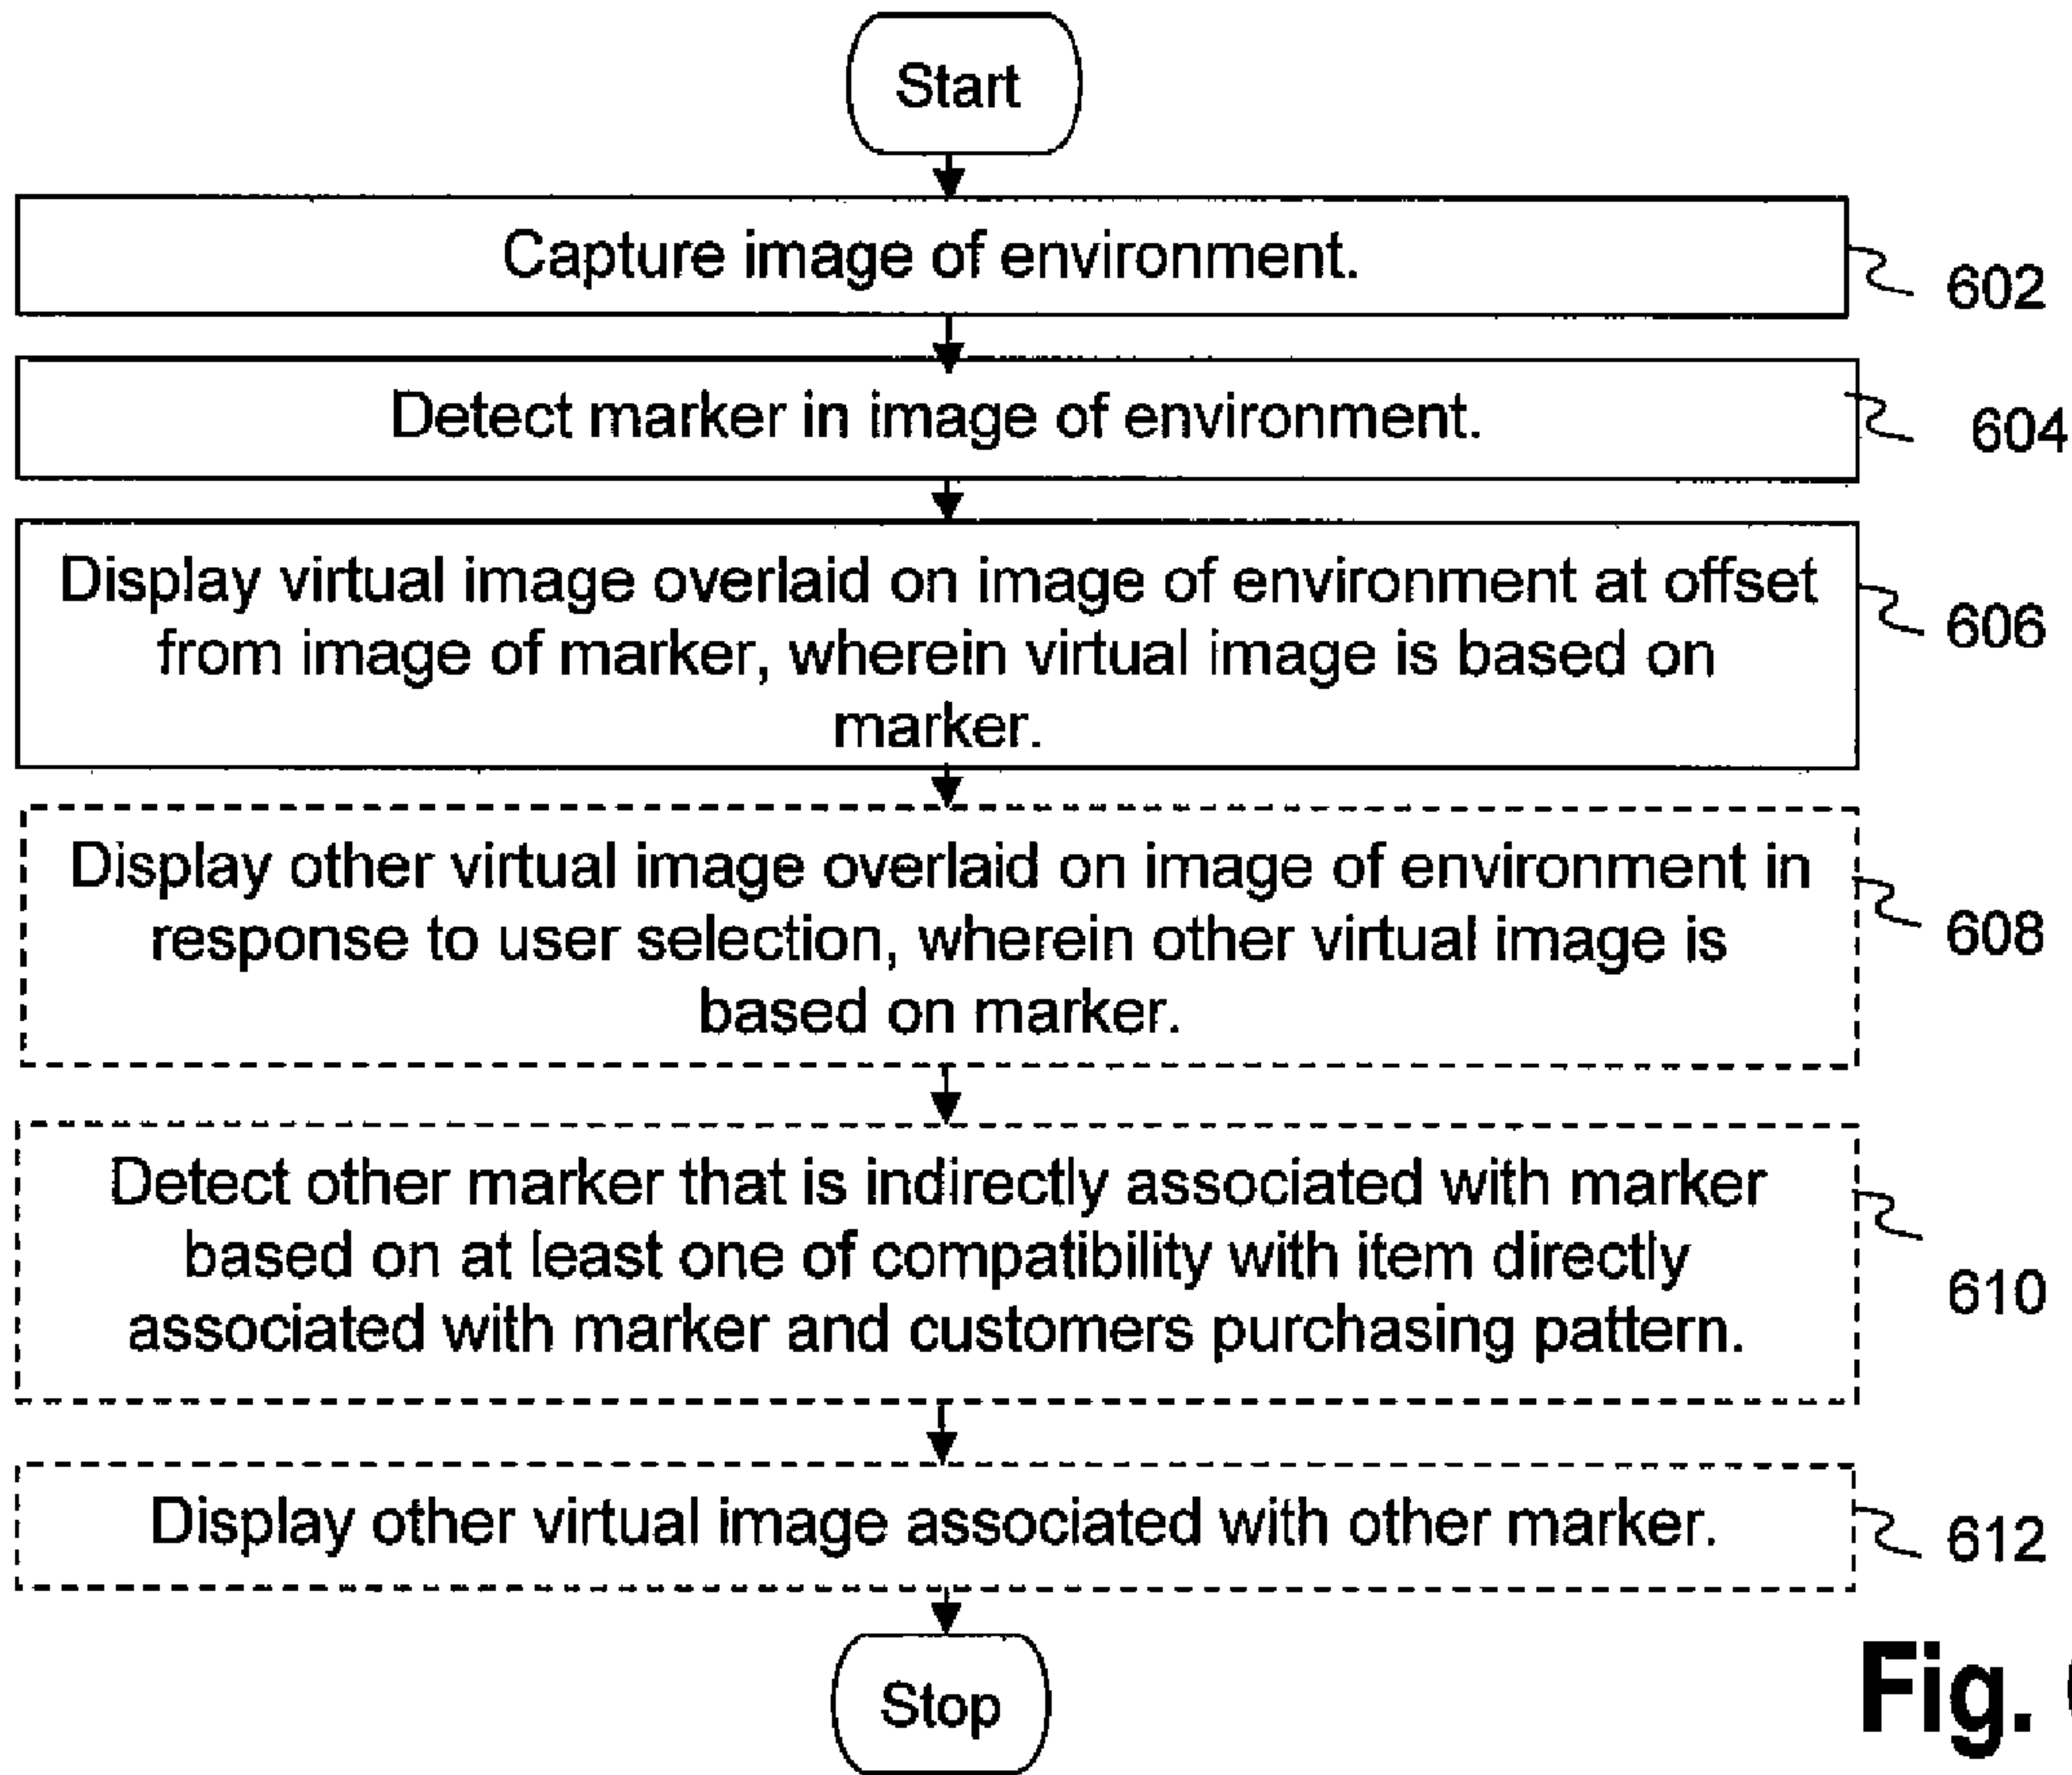 Start
Capture image of environment.
602
Detect marker in image of environment.
604
Display virtual image overlaid on image of environment at offset
from image of marker, wherein virtual image is based on
marker.
606
Display other virtual image overlaid on image of environment in
response to user selection, wherein other virtual image is
based on marker.
608
Detect other marker that is indirectly associated with marker
based on at least one of compatibility with item directly
associated with marker and customers purchasing pattern.
610
Display other virtual image associated with other marker.
612
Stop
Fig.